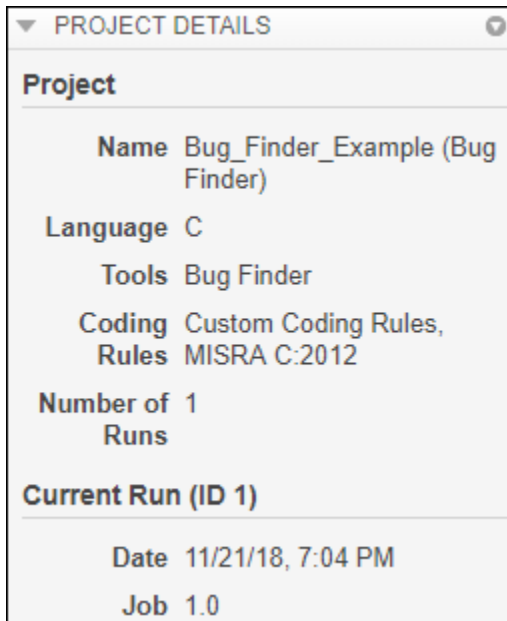 PROJECT DETAILS
Project
Name Bug_Finder_Example (Bug
Finder)
Language C
Tools Bug Finder
Coding Custom Coding Rules,
Rules MISRA C:2012
Number of 1
Runs
Current Run (ID 1)
Date 11/21/18, 7:04 PM
Job 1.0